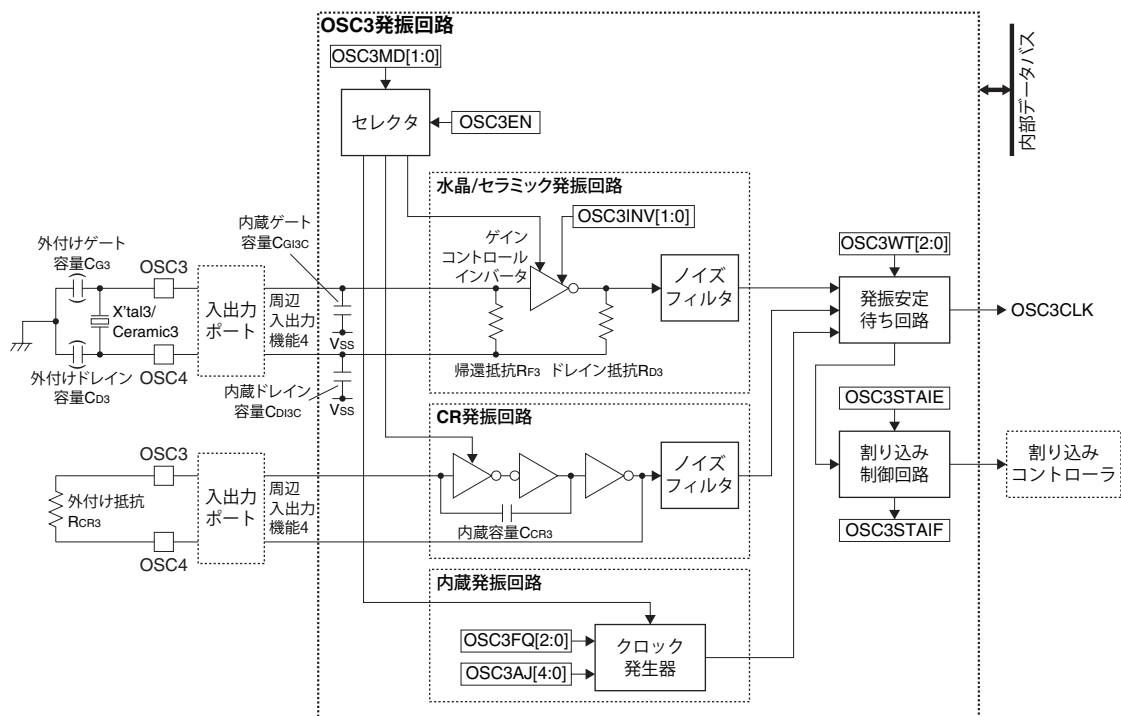 OSC3発振回路
OSC3MD[1:0]
セレクタ
OSC3EN
内部データバス
水晶/セラミック発振回路
OSC3INV[1:0]
ゲイン
コントロール
インバータ
ノイズ
フィルタ
帰還抵抗RF3
ドレイン抵抗RD3
内蔵ゲート
容量CGI3C
VSS
内蔵ドレイン
容量CDI3C
VSS
外付けゲート
容量CG3
OSC3
X'tal3/
Ceramic3
OSC4
外付けドレイン
容量CD3
入出力
ポート
周辺
入出力
機能4
OSC3WT[2:0]
発振安定
待ち回路
OSC3CLK
OSC3STAIE
割り込み
制御回路
割り込み
コントローラ
OSC3STAIF
CR発振回路
ノイズ
フィルタ
内蔵容量CCR3
OSC3
外付け抵抗
RCR3
OSC4
入出力
ポート
周辺
入出力
機能4
内蔵発振回路
OSC3FQ[2:0]
OSC3AJ[4:0]
クロック
発生器